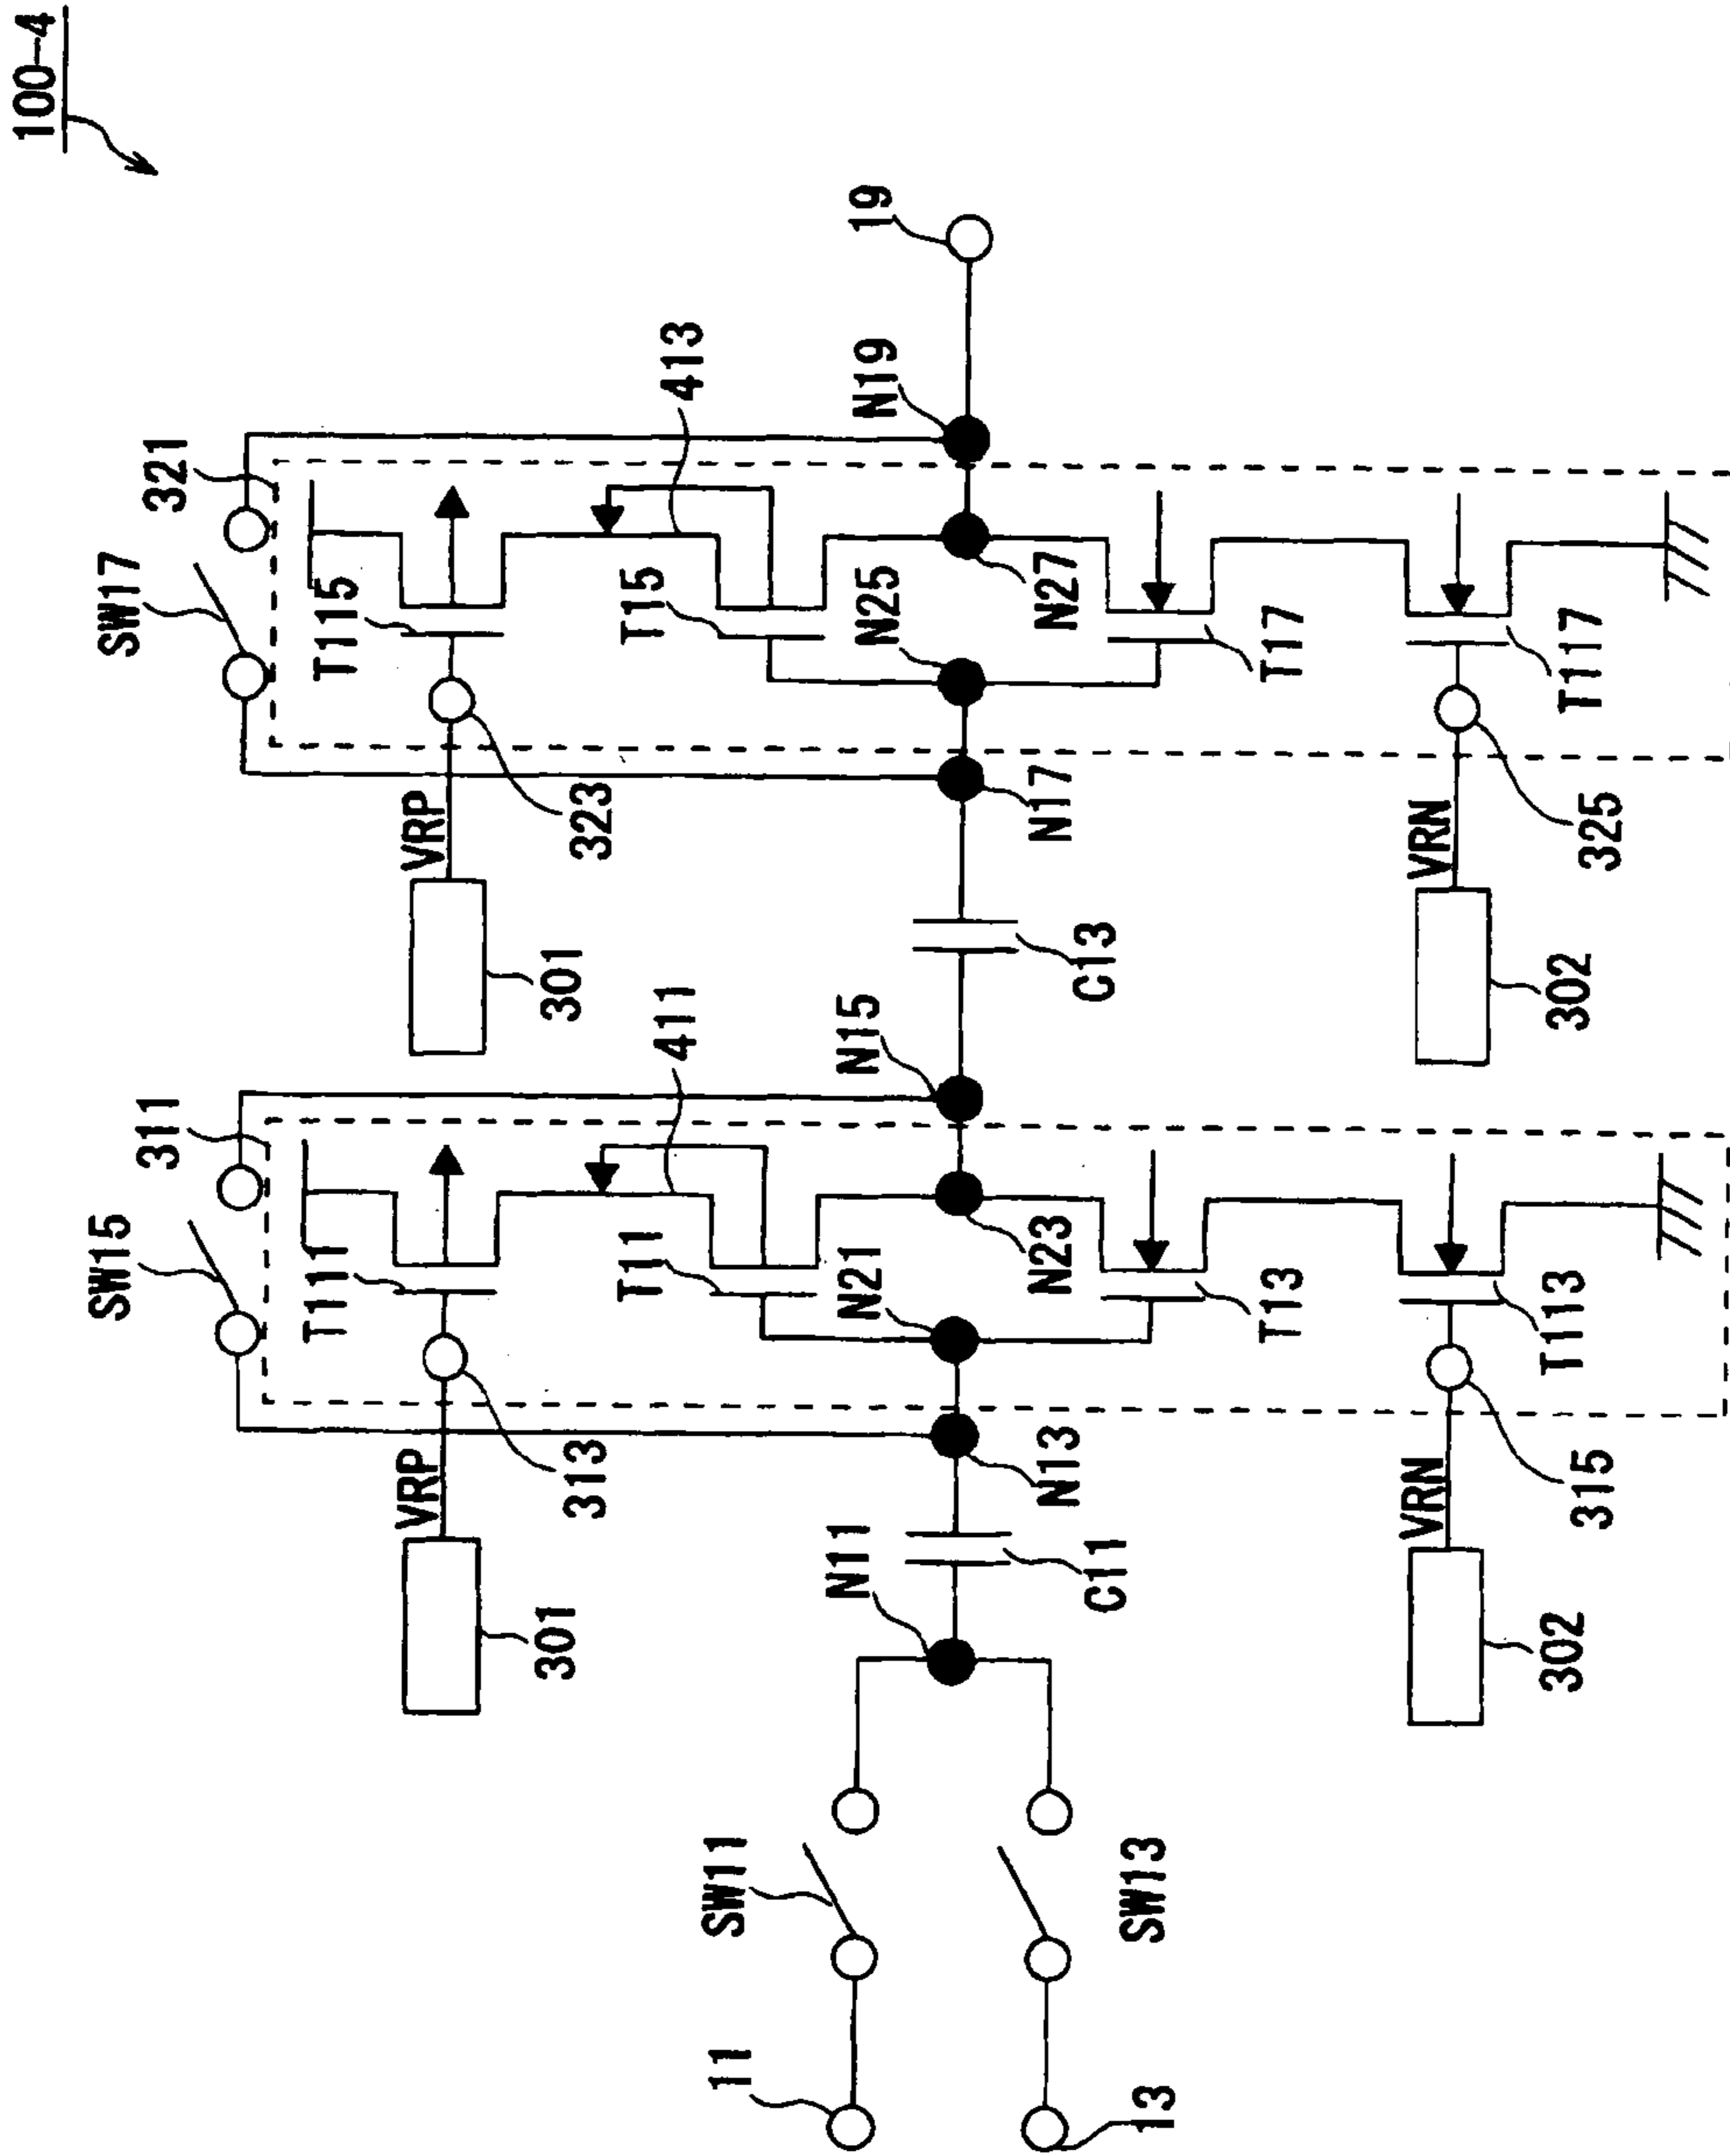 100-4
SW15
311
SW17
321
T111
VRP
313
301
T115
VRP
323
301
T11
411
T15
413
SW11
11
N11
N21
N15
N25
N19
19
C11
N13
N23
C13
N17
N27
SW13
13
T13
T17
VRN
315
302
T113
VRN
325
302
T117